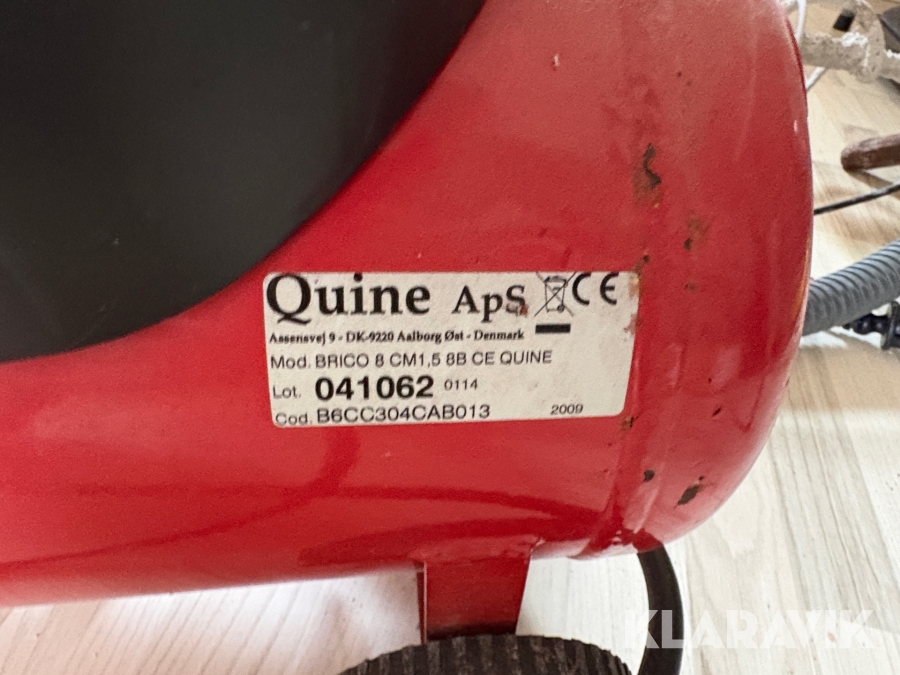 Quine ApS CE
Assensvej 9 - DK-9220 Aalborg Øst - Denmark
Mod. BRICO 8 CM1,5 8B CE QUINE
Lot. 041062 0114
Cod. B6CC304CAB013 2009
KLARAVIK